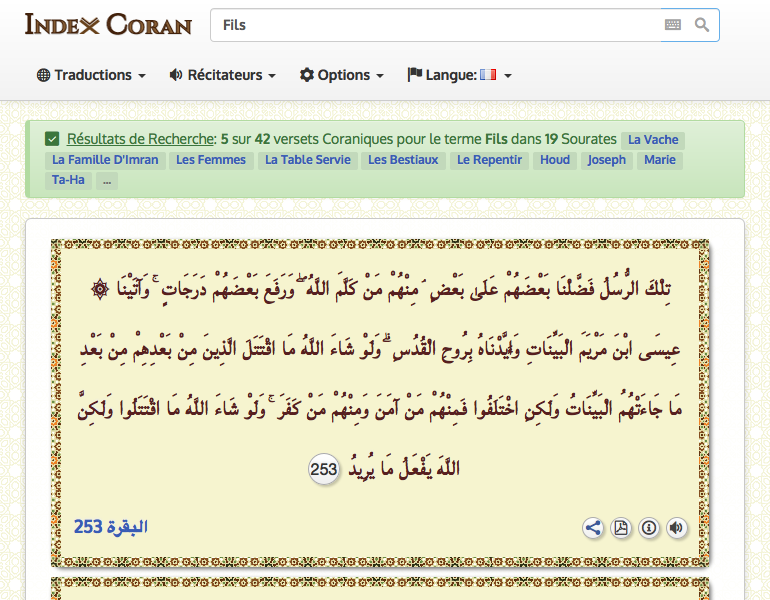 INDEX CORAN
Fils
Traductions
Récitateurs
Options
Langue:
Résultats de Recherche: 5 sur 42 versets Coraniques pour le terme Fils dans 19 Sourates La Vache
La Famille D'Imran Les Femmes La Table Servie Les Bestiaux Le Repentir Houd Joseph Marie
Ta-Ha ...
تِلْكَ الرُّسُلُ فَضَّلْنَا بَعْضَهُمْ عَلَىٰ بَعْضٍ ۘ مِنْهُمْ مَنْ كَلَّمَ اللَّهُ ۖ وَرَفَعَ بَعْضَهُمْ دَرَجَاتٍ ۚ وَآتَيْنَا ۞
عِيسَى ابْنَ مَرْيَمَ الْبَيِّنَاتِ وَأَيَّدْنَاهُ بِرُوحِ الْقُدُسِ ۗ وَلَوْ شَاءَ اللَّهُ مَا اقْتَتَلَ الَّذِينَ مِنْ بَعْدِهِمْ مِنْ بَعْدِ
مَا جَاءَتْهُمُ الْبَيِّنَاتُ وَلَٰكِنِ اخْتَلَفُوا فَمِنْهُمْ مَنْ آمَنَ وَمِنْهُمْ مَنْ كَفَرَ ۚ وَلَوْ شَاءَ اللَّهُ مَا اقْتَتَلُوا وَلَٰكِنَّ
اللَّهَ يَفْعَلُ مَا يُرِيدُ 253
البقرة 253